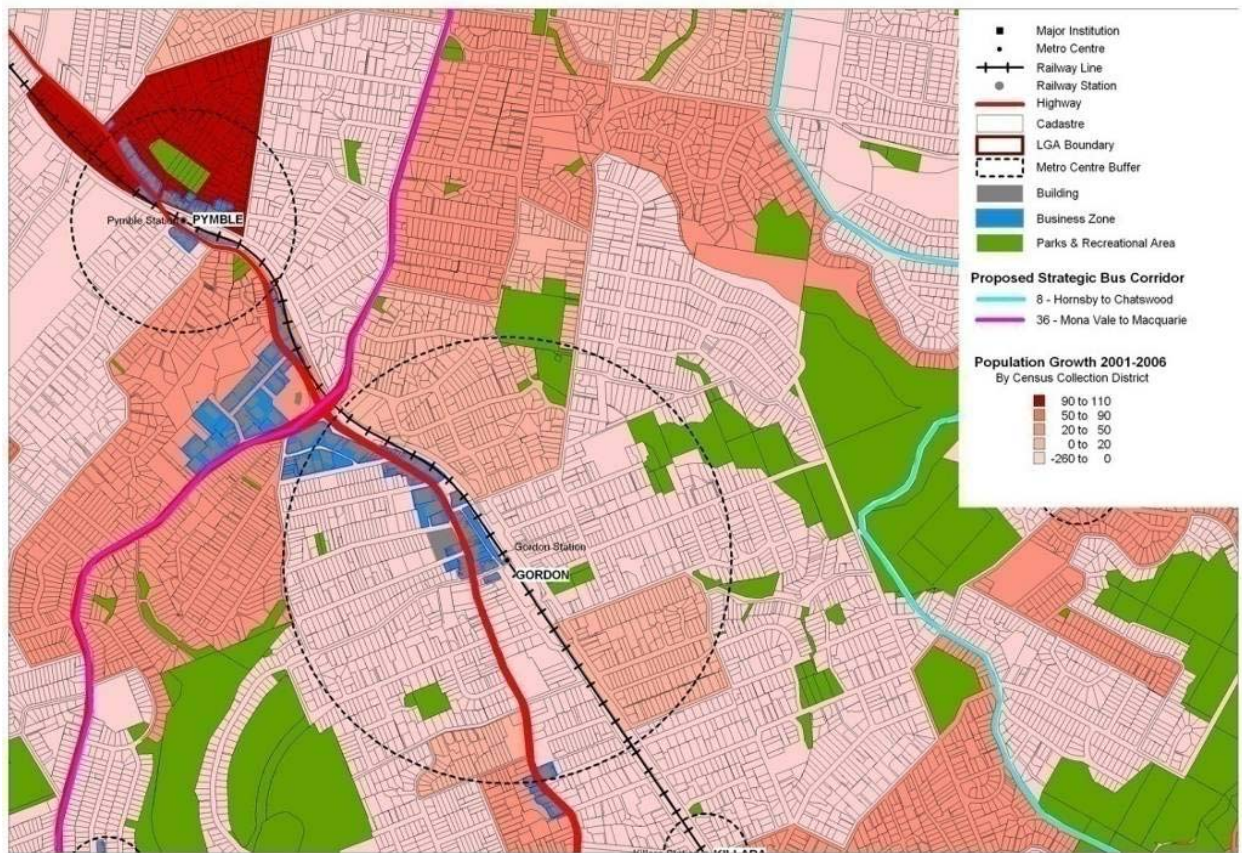 Major Institution
Metro Centre
Railway Line
Railway Station
Highway
Cadastre
LGA Boundary
Metro Centre Buffer
Building
Business Zone
Parks & Recreational Area
Proposed Strategic Bus Corridor
8 - Hornsby to Chatswood
36 - Mona Vale to Macquarie
Population Growth 2001-2006
By Census Collection District
90 to 110
50 to 90
20 to 50
0 to 20
-260 to 0
Pymble Station
PYMBLE
Gordon Station
GORDON
Killara Station
KILLARA